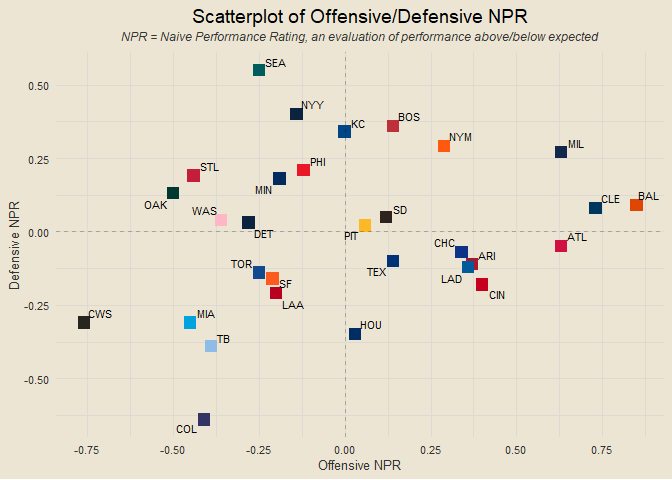 Scatterplot of Offensive/Defensive NPR
NPR = Naive Performance Rating, an evaluation of performance above/below expected
SEA
0.50
NYY
KC
BOS
NYM
MIL
0.25
STL
PHI
MIN
OAK
WAS
CLE
BAL
SD
DET
PIT
0.00
ATL
CHC
ARI
TOR
TEX
LAD
SF
CIN
LAA
-0.25
CWS
MIA
HOU
TB
-0.50
COL
Defensive NPR
-0.75
-0.50
-0.25
0.00
0.25
0.50
0.75
Offensive NPR